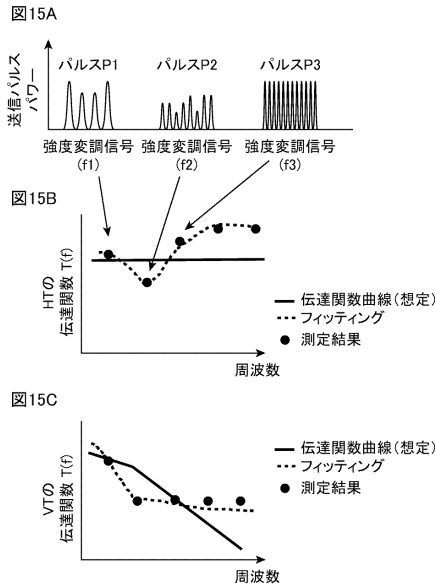 図15A
送信パルス
パワー
パルスP1
パルスP2
パルスP3
強度変調信号
(f1)
強度変調信号
(f2)
強度変調信号
(f3)
図15B
HTの
伝達関数 T(f)
伝達関数曲線(想定)
フィッティング
測定結果
周波数
図15C
VTの
伝達関数 T(f)
伝達関数曲線(想定)
フィッティング
測定結果
周波数